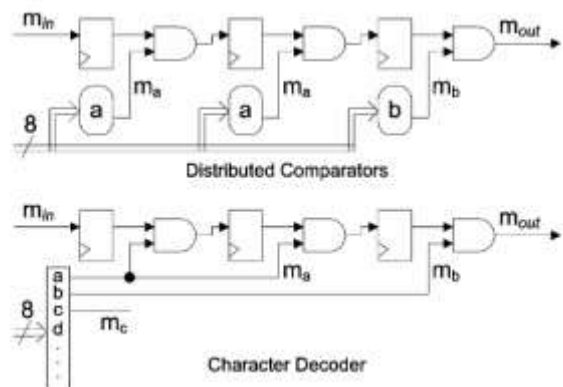 m_in m_out
m_a m_a m_b
a a b
8
Distributed Comparators
m_in m_out
a m_a m_b
b
8 c m_c
d
.
.
.
Character Decoder